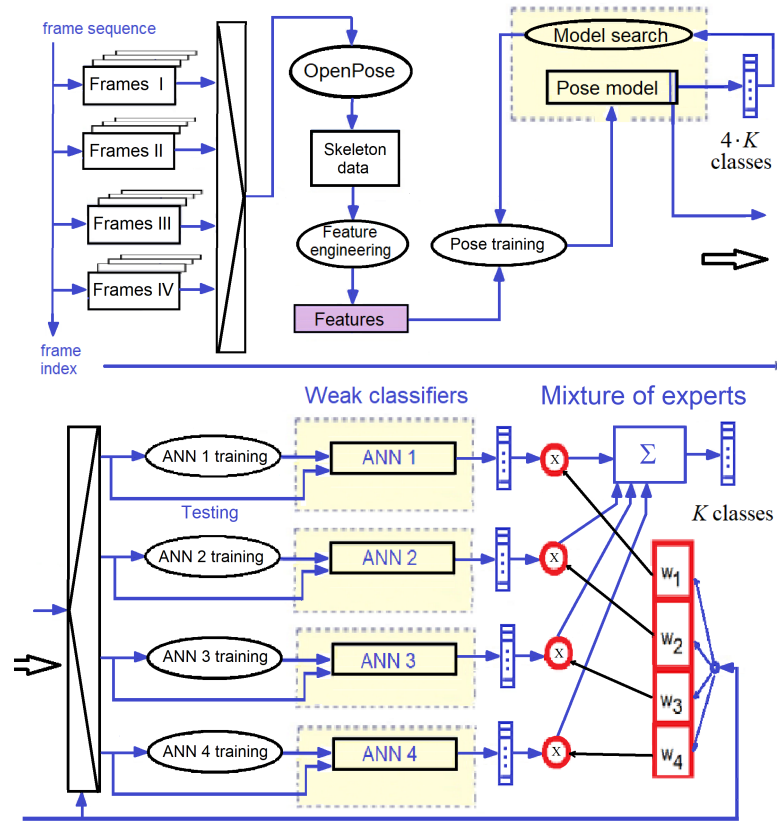 frame sequence
Frames I
Frames II
Frames III
Frames IV
frame
index
OpenPose
Skeleton
data
Feature
engineering
Features
Model search
Pose model
Pose training
4·K
classes
Weak classifiers
Mixture of experts
ANN 1 training
ANN 1
X
Σ
Testing
K classes
ANN 2 training
ANN 2
X
w1
w2
ANN 3 training
ANN 3
X
w3
ANN 4 training
ANN 4
X
w4